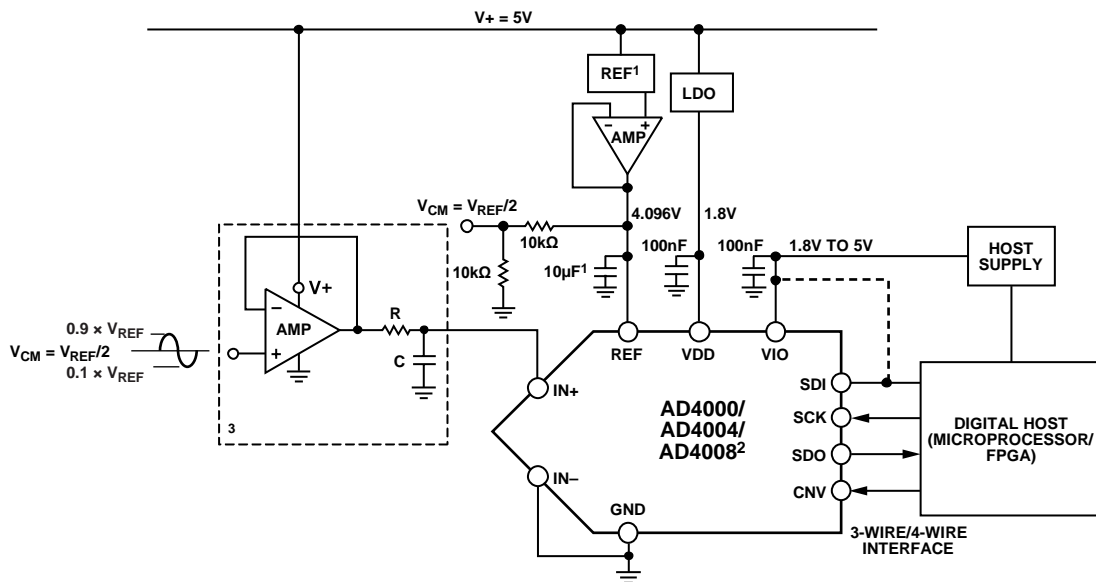 V+ = 5V
REF1
LDO
− +
AMP
VCM = VREF/2
4.096V
1.8V
10kΩ
100nF
100nF
1.8V TO 5V
HOST
SUPPLY
10kΩ
10µF1
V+
−
R
AMP
+
C
3
0.9 × VREF
VCM = VREF/2
0.1 × VREF
REF
VDD
VIO
IN+
IN−
AD4000/
AD4004/
AD40082
SDI
SCK
SDO
CNV
DIGITAL HOST
(MICROPROCESSOR/
FPGA)
GND
3-WIRE/4-WIRE
INTERFACE